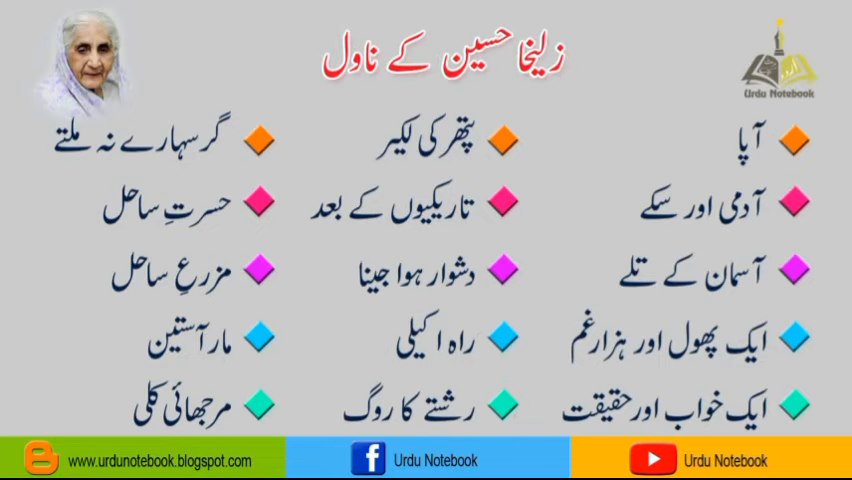 زلیخا حسین کے ناول
Urdu Notebook
آپا
پتھر کی لکیر
گر سہارے نہ ملتے
آدمی اور سکے
تاریکیوں کے بعد
حسرتِ ساحل
آسمان کے تلے
دشوار ہوا جینا
مزرعِ ساحل
ایک پھول اور ہزار غم
راہ اکیلی
مار آستین
ایک خواب اور حقیقت
رشتے کا روگ
مرجھائی کلی
www.urdunotebook.blogspot.com
Urdu Notebook
Urdu Notebook